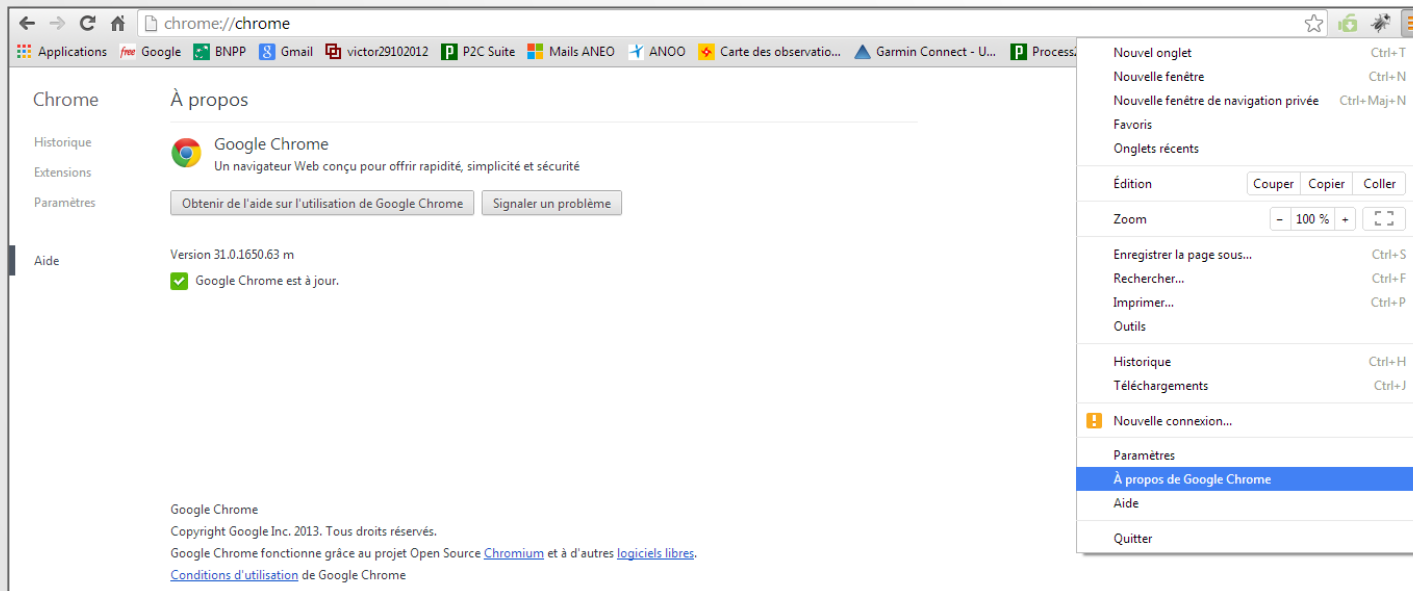 chrome://chrome
Applications free Google BNPP 8 Gmail victor29102012 P2C Suite Mails ANEO ANOO Carte des observatio... Garmin Connect - U...
Chrome
Historique
Extensions
Paramètres
Aide
À propos
Google Chrome
Un navigateur Web conçu pour offrir rapidité, simplicité et sécurité
Obtenir de l'aide sur l'utilisation de Google Chrome Signaler un problème
Version 31.0.1650.63 m
Google Chrome est à jour.
Google Chrome
Copyright Google Inc. 2013. Tous droits réservés.
Google Chrome fonctionne grâce au projet Open Source Chromium et à d'autres logiciels libres.
Conditions d'utilisation de Google Chrome
Nouvel onglet Ctrl+T
Nouvelle fenêtre Ctrl+N
Nouvelle fenêtre de navigation privée Ctrl+Maj+N
Favoris
Onglets récents
Édition Couper Copier Coller
Zoom - 100 % +
Enregistrer la page sous... Ctrl+S
Rechercher... Ctrl+F
Imprimer... Ctrl+P
Outils
Historique Ctrl+H
Téléchargements Ctrl+J
Nouvelle connexion...
Paramètres
À propos de Google Chrome
Aide
Quitter